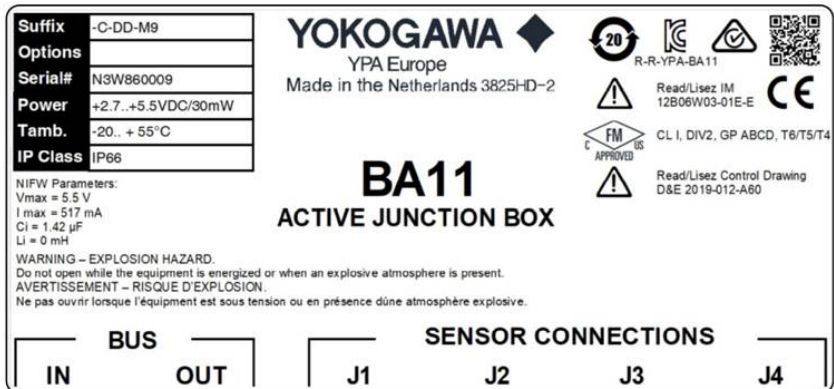 Suffix -C-DD-M9
Options
Serial# N3W860009
Power +2.7..+5.5VDC/30mW
Tamb. -20.. + 55°C
IP Class IP66
NIFW Parameters:
Vmax = 5.5 V
I max = 517 mA
Ci = 1.42 µF
Li = 0 mH
YOKOGAWA
YPA Europe
Made in the Netherlands 3825HD-2
BA11
ACTIVE JUNCTION BOX
20
R-R-YPA-BA11
Read/Lisez IM
12B06W03-01E-E
CE
C FM US
APPROVED
CL I, DIV2, GP ABCD, T6/T5/T4
Read/Lisez Control Drawing
D&E 2019-012-A60
WARNING – EXPLOSION HAZARD.
Do not open while the equipment is energized or when an explosive atmosphere is present.
AVERTISSEMENT – RISQUE D'EXPLOSION.
Ne pas ouvrir lorsque l'équipment est sous tension ou en présence dùne atmosphère explosive.
BUS
IN OUT
SENSOR CONNECTIONS
J1 J2 J3 J4